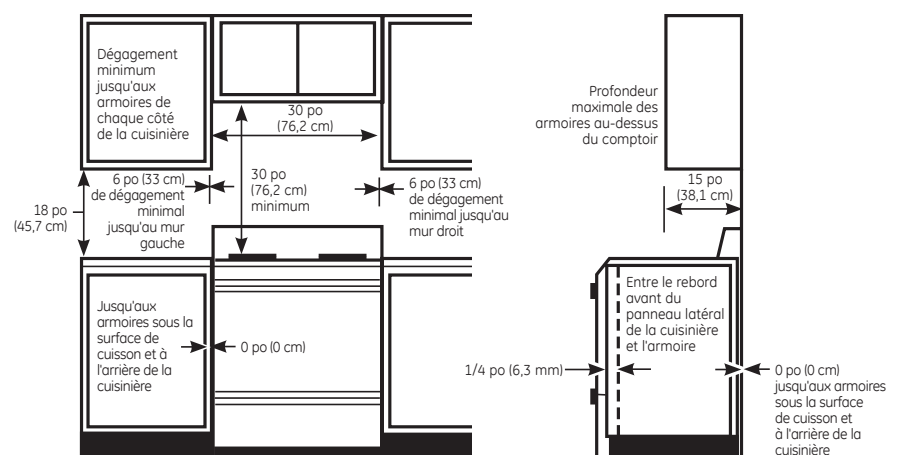 Dégagement
minimum
jusqu'aux
armoires de
chaque côté
de la cuisinière
30 po
(76,2 cm)
6 po (33 cm)
de dégagement
minimal
jusqu'au mur
gauche
30 po
(76,2 cm)
minimum
6 po (33 cm)
de dégagement
minimal jusqu'au
mur droit
18 po
(45,7 cm)
Jusqu'aux
armoires sous la
surface de
cuisson et à
l'arrière de la
cuisinière
0 po (0 cm)
Profondeur
maximale des
armoires au-dessus
du comptoir
15 po
(38,1 cm)
Entre le rebord
avant du
panneau latéral
de la cuisinière
et l'armoire
1/4 po (6,3 mm)
0 po (0 cm)
jusqu'aux armoires
sous la surface
de cuisson et
à l'arrière de la
cuisinière